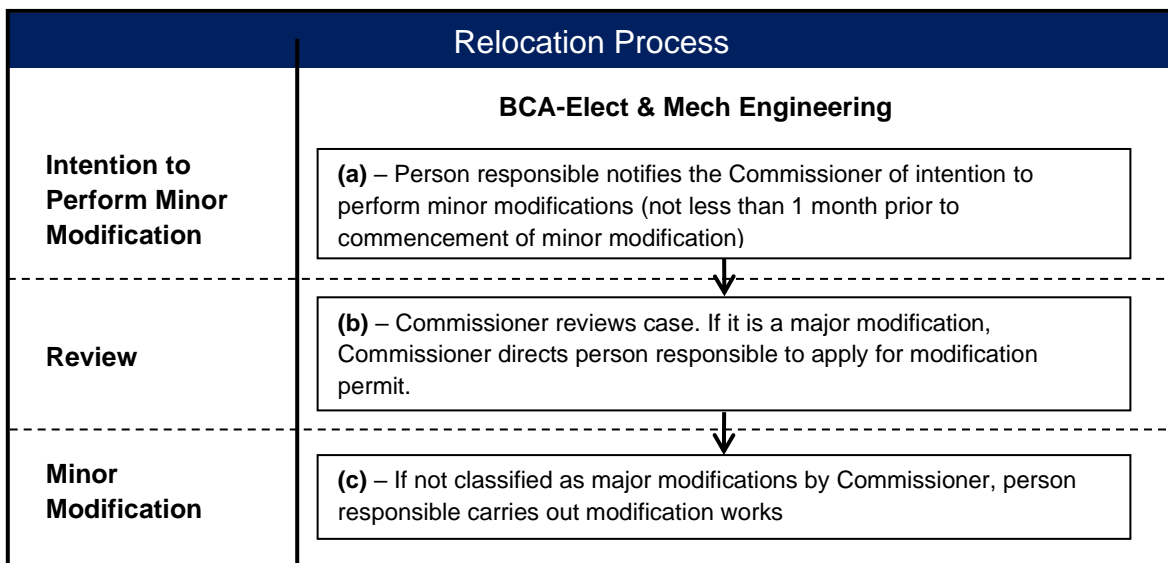 Relocation Process
BCA-Elect & Mech Engineering
Intention to
Perform Minor
Modification
(a) – Person responsible notifies the Commissioner of intention to
perform minor modifications (not less than 1 month prior to
commencement of minor modification)
Review
(b) – Commissioner reviews case. If it is a major modification,
Commissioner directs person responsible to apply for modification
permit.
Minor
Modification
(c) – If not classified as major modifications by Commissioner, person
responsible carries out modification works